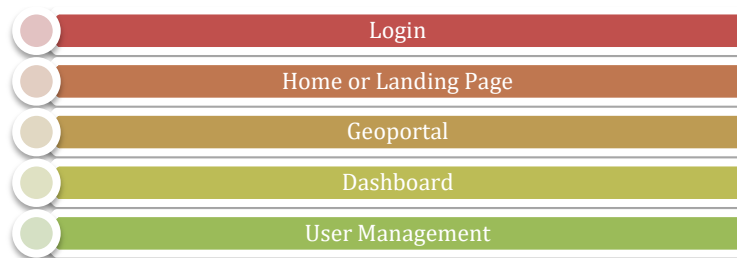 Login
Home or Landing Page
Geoportal
Dashboard
User Management